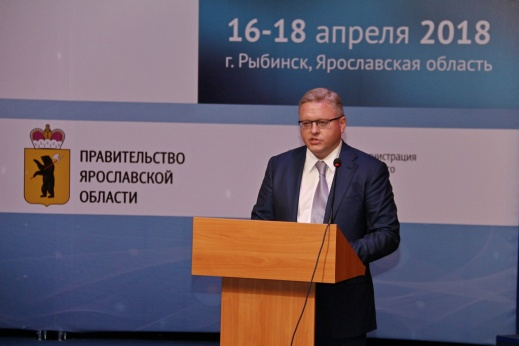 16-18 апреля 2018
г. Рыбинск, Ярославская область
ПРАВИТЕЛЬСТВО
ЯРОСЛАВСКОЙ
ОБЛАСТИ